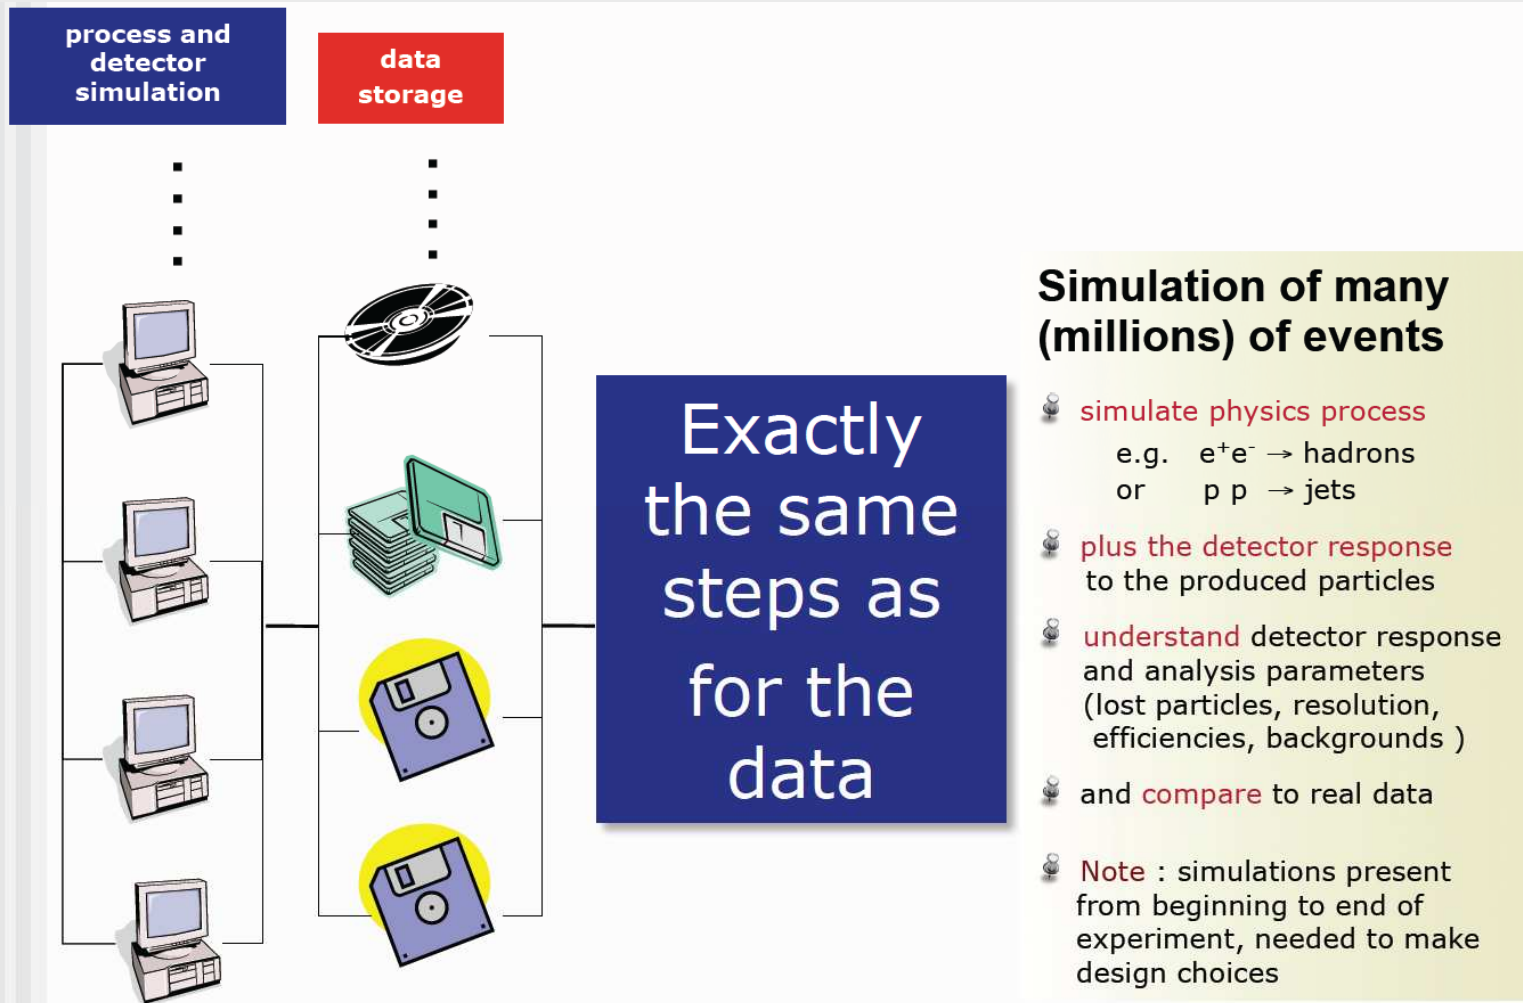 process and
detector
simulation
data
storage
Exactly
the same
steps as
for the
data
Simulation of many
(millions) of events
simulate physics process
e.g. e⁺e⁻ → hadrons
or p p → jets
plus the detector response
to the produced particles
understand detector response
and analysis parameters
(lost particles, resolution,
efficiencies, backgrounds )
and compare to real data
Note : simulations present
from beginning to end of
experiment, needed to make
design choices